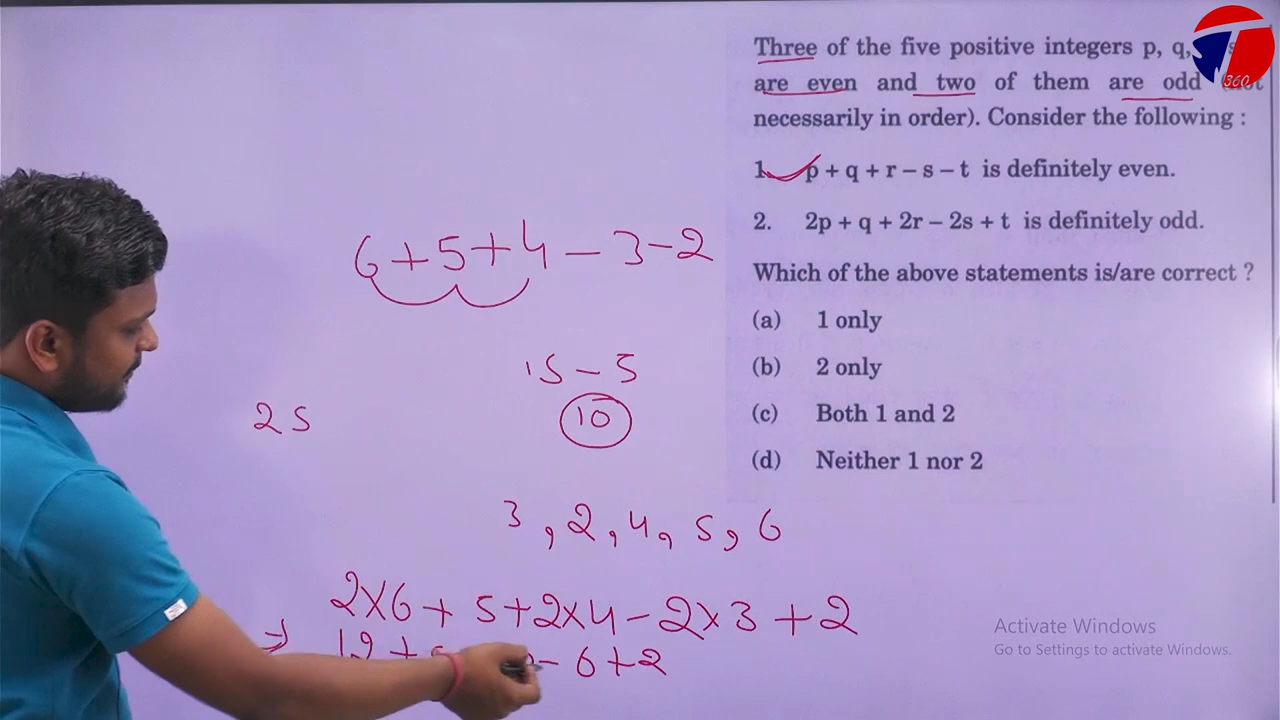 Three of the five positive integers p, q, s
are even and two of them are odd
necessarily in order). Consider the following :
1. p + q + r – s – t is definitely even.
2. 2p + q + 2r – 2s + t is definitely odd.
Which of the above statements is/are correct ?
(a) 1 only
(b) 2 only
(c) Both 1 and 2
(d) Neither 1 nor 2
6 + 5 + 4 – 3 – 2
15 – 5
10
25
3, 2, 4, 5, 6
2×6 + 5 + 2×4 – 2×3 + 2
⇒ 12 + – 6 + 2
360
Activate Windows
Go to Settings to activate Windows.